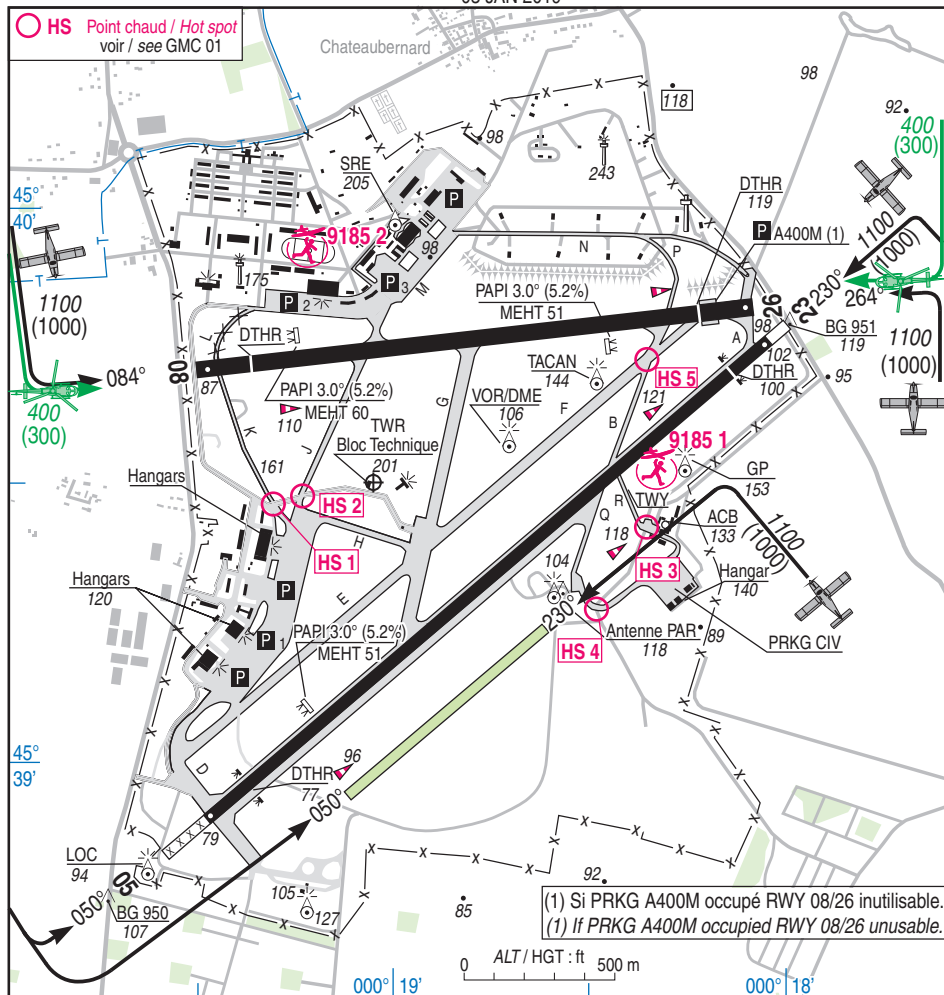 HS Point chaud / Hot spot
voir / see GMC 01
Chateaubernard
98
118
92
400
(300)
98
243
SRE
205
DTHR
119
P A400M (1)
45°
40'
9185 2
98
N
P
1100
(1000)
1100
(1000)
230°
264°
175
P 2
P 3
P
M
PAPI 3.0° (5.2%)
MEHT 51
26
23
98
BG 951
119
1100
(1000)
L
DTHR
08
87
084°
400
(300)
PAPI 3.0° (5.2%)
MEHT 60
110
TACAN
144
HS 5
121
A
102
DTHR
100
95
K
J
G
F
B
VOR/DME
106
TWR
Bloc Technique
201
161
Hangars
HS 2
HS 1
H
9185 1
GP
153
R
TWY
Q
118
ACB
133
1100
(1000)
HS 3
Hangar
140
104
230°
Hangars
120
P
P 1
P
E
PAPI 3.0° (5.2%)
MEHT 51
HS 4
Antenne PAR
118
89
PRKG CIV
45°
39'
D
DTHR
77
96
050°
79
LOC
94
05
050°
BG 950
107
105
127
92
85
(1) Si PRKG A400M occupé RWY 08/26 inutilisable.
(1) If PRKG A400M occupied RWY 08/26 unusable.
ALT / HGT : ft
0 500 m
000° 19'
000° 18'